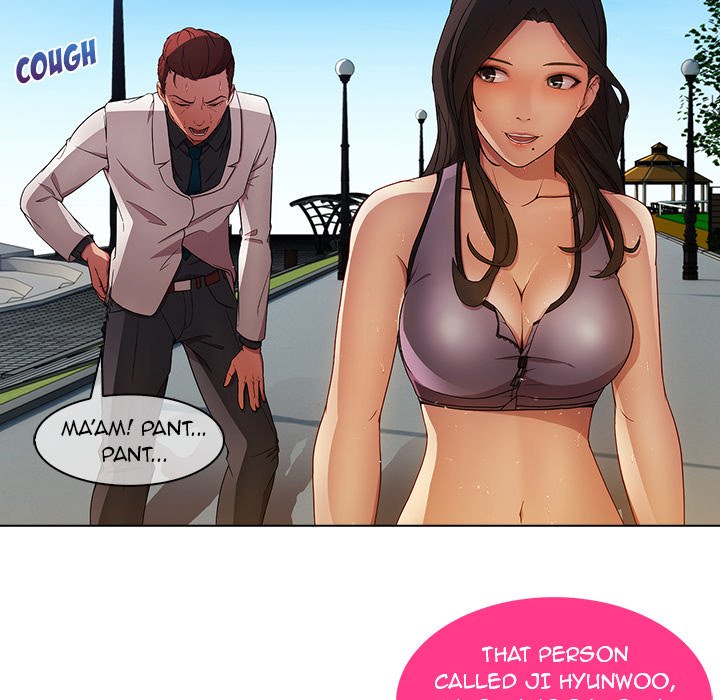 COUGH
MA'AM! PANT...
PANT...
THAT PERSON
CALLED JI HYUNWOO,